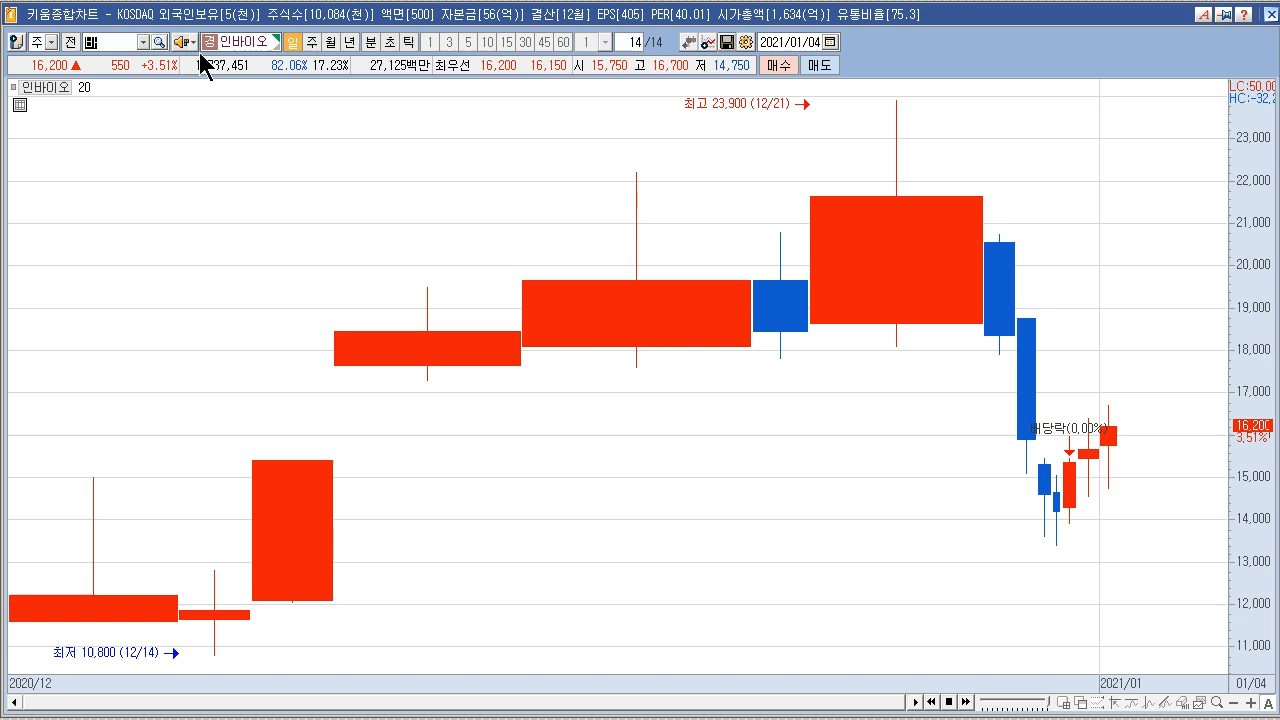 키움종합차트 - KOSDAQ 외국인보유[5(천)] 주식수[10,084(천)] 액면[500] 자본금[56(억)] 결산[12월] EPS[405] PER[40.01] 시가총액[1,634(억)] 유통비율[75.3]
주 전 경 인바이오 일 주 월 년 분 초 틱 1 3 5 10 15 30 45 60 1 14 /14 2021/01/04
16,200 ▲ 550 +3.51% 37,451 82.06% 17.23% 27,125백만 최우선 16,200 16,150 시 15,750 고 16,700 저 14,750 매수 매도
인바이오 20
LC:50,00
HC:-32,2
최고 23,900 (12/21)
23,000
22,000
21,000
20,000
19,000
18,000
17,000
배당락(0.00%)
16,200
3.51%
15,000
14,000
13,000
12,000
11,000
최저 10,800 (12/14)
2020/12 2021/01 01/04
A